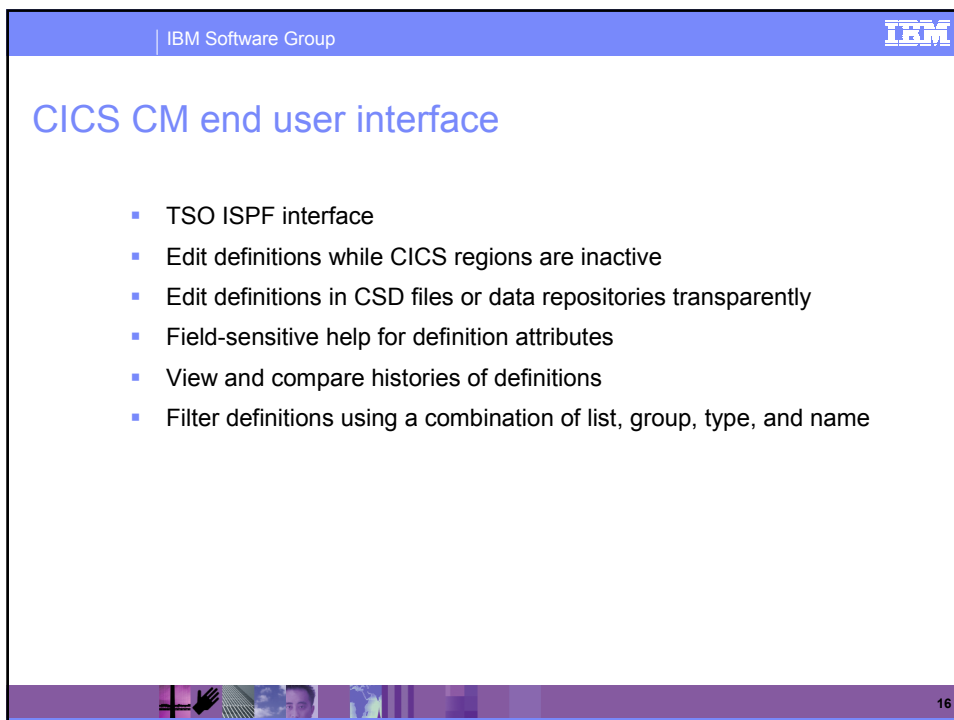 IBM Software Group
IBM
CICS CM end user interface
▪ TSO ISPF interface
▪ Edit definitions while CICS regions are inactive
▪ Edit definitions in CSD files or data repositories transparently
▪ Field-sensitive help for definition attributes
▪ View and compare histories of definitions
▪ Filter definitions using a combination of list, group, type, and name
16